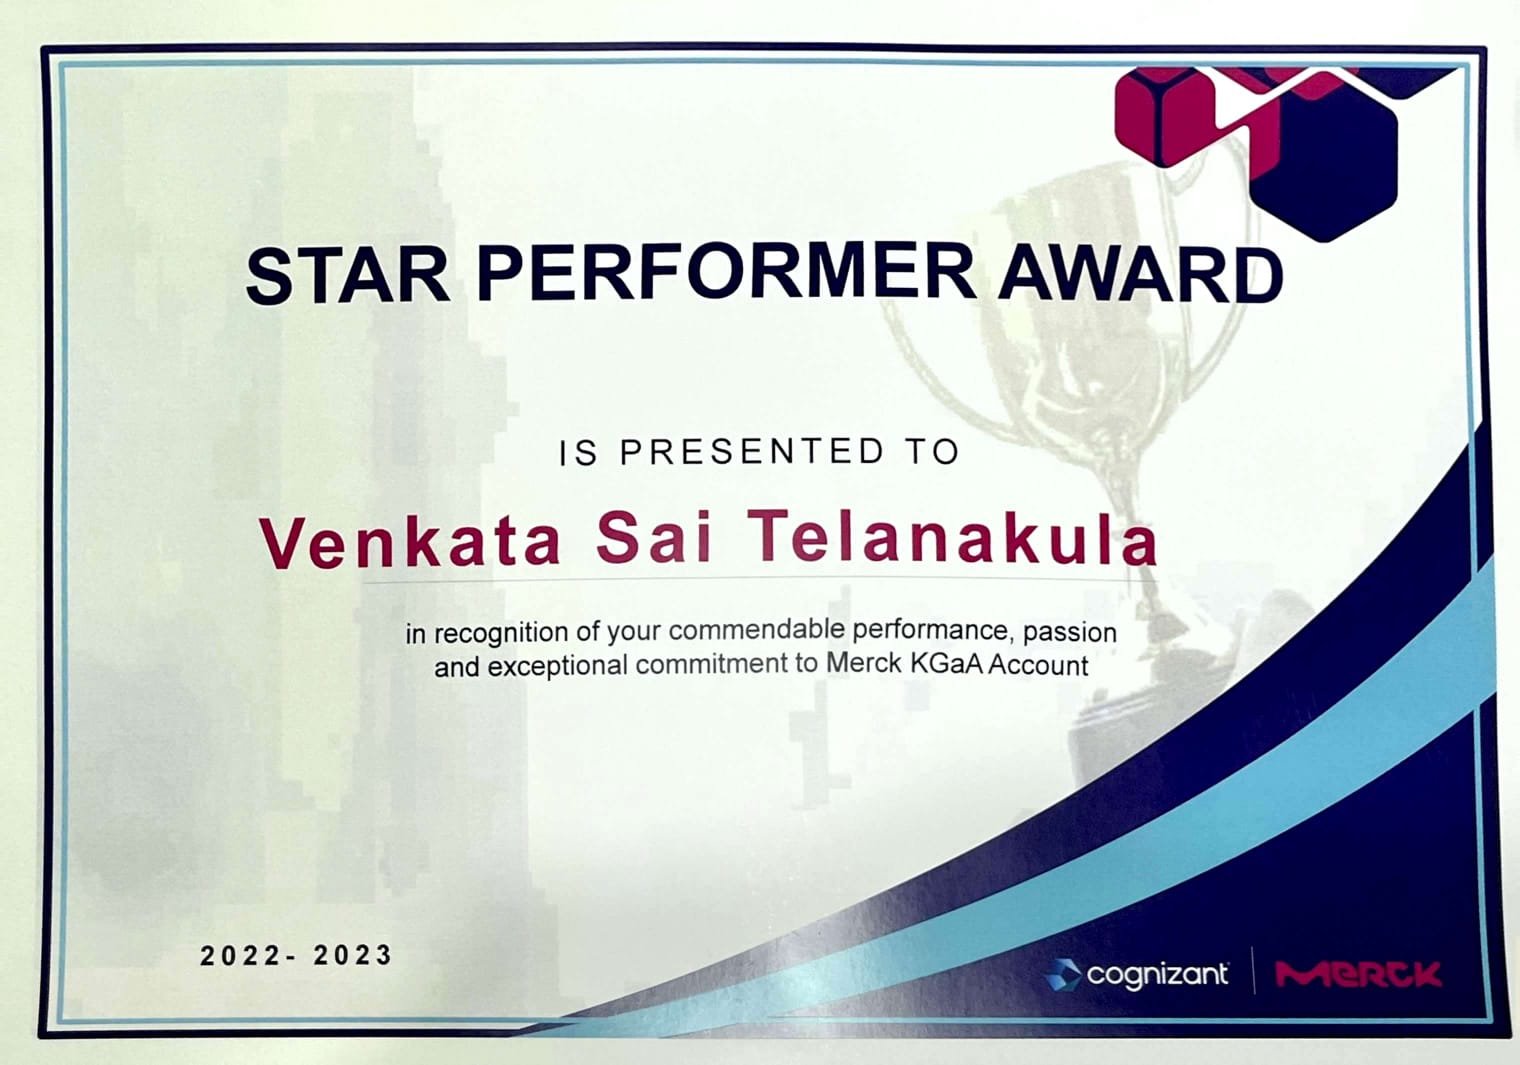 STAR PERFORMER AWARD
IS PRESENTED TO
Venkata Sai Telanakula
in recognition of your commendable performance, passion
and exceptional commitment to Merck KGaA Account
2022- 2023
cognizant
MERCK